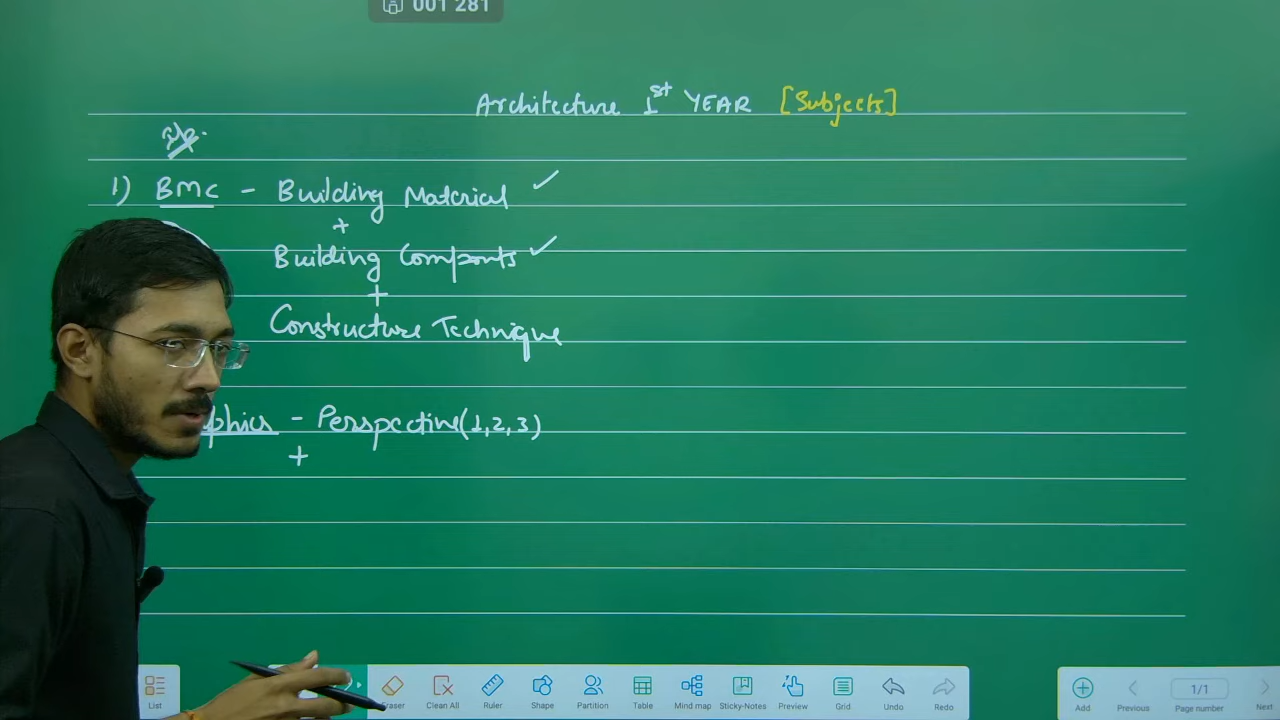 001 281
Architecture 1st YEAR [Subjects]
1) BMC - Building Material ✓
+
Building Componts ✓
+
Constructure Technique
phics - Perspective(1,2,3)
+
List
Eraser
Clean All
Ruler
Shape
Partition
Table
Mind map
Sticky-Notes
Preview
Grid
Undo
Redo
Add
Previous
1/1
Page number
Next